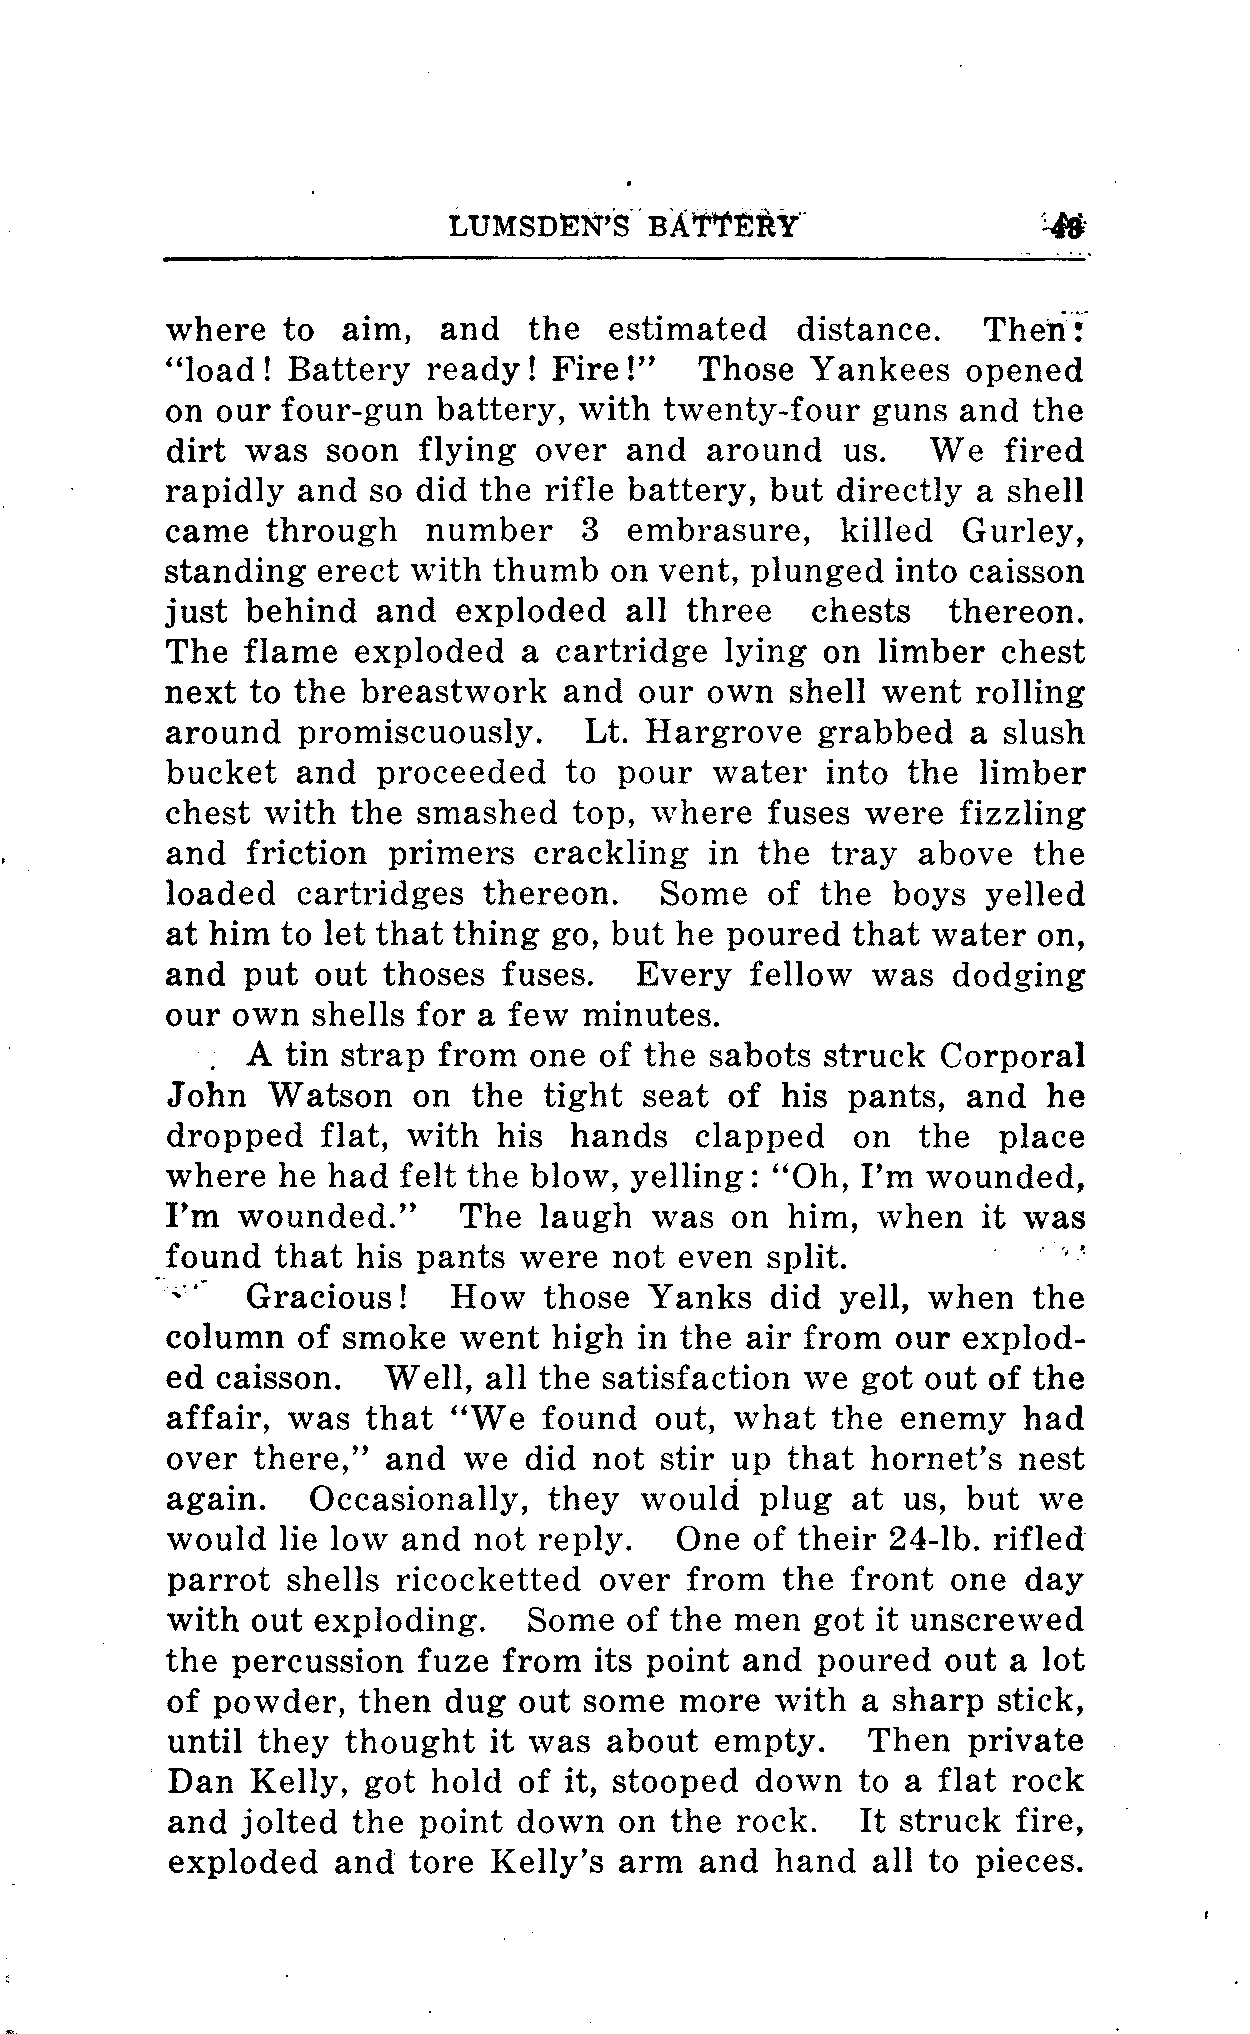 LUMSDEN'S BATTERY
where to aim, and the estimated distance. Then:
“load! Battery ready! Fire!” Those Yankees opened
on our four-gun battery, with twenty-four guns and the
dirt was soon flying over and around us. We fired
rapidly and so did the rifle battery, but directly a shell
came through number 3 embrasure, killed Gurley,
standing erect with thumb on vent, plunged into caisson
just behind and exploded all three chests thereon.
The flame exploded a cartridge lying on limber chest
next to the breastwork and our own shell went rolling
around promiscuously. Lt. Hargrove grabbed a slush
bucket and proceeded to pour water into the limber
chest with the smashed top, where fuses were fizzling
and friction primers crackling in the tray above the
loaded cartridges thereon. Some of the boys yelled
at him to let that thing go, but he poured that water on,
and put out thoses fuses. Every fellow was dodging
our own shells for a few minutes.
A tin strap from one of the sabots struck Corporal
John Watson on the tight seat of his pants, and he
dropped flat, with his hands clapped on the place
where he had felt the blow, yelling: “Oh, I'm wounded,
I'm wounded.” The laugh was on him, when it was
found that his pants were not even split.
Gracious! How those Yanks did yell, when the
column of smoke went high in the air from our explod-
ed caisson. Well, all the satisfaction we got out of the
affair, was that “We found out, what the enemy had
over there,” and we did not stir up that hornet's nest
again. Occasionally, they would plug at us, but we
would lie low and not reply. One of their 24-lb. rifled
parrot shells ricocketted over from the front one day
with out exploding. Some of the men got it unscrewed
the percussion fuze from its point and poured out a lot
of powder, then dug out some more with a sharp stick,
until they thought it was about empty. Then private
Dan Kelly, got hold of it, stooped down to a flat rock
and jolted the point down on the rock. It struck fire,
exploded and tore Kelly's arm and hand all to pieces.